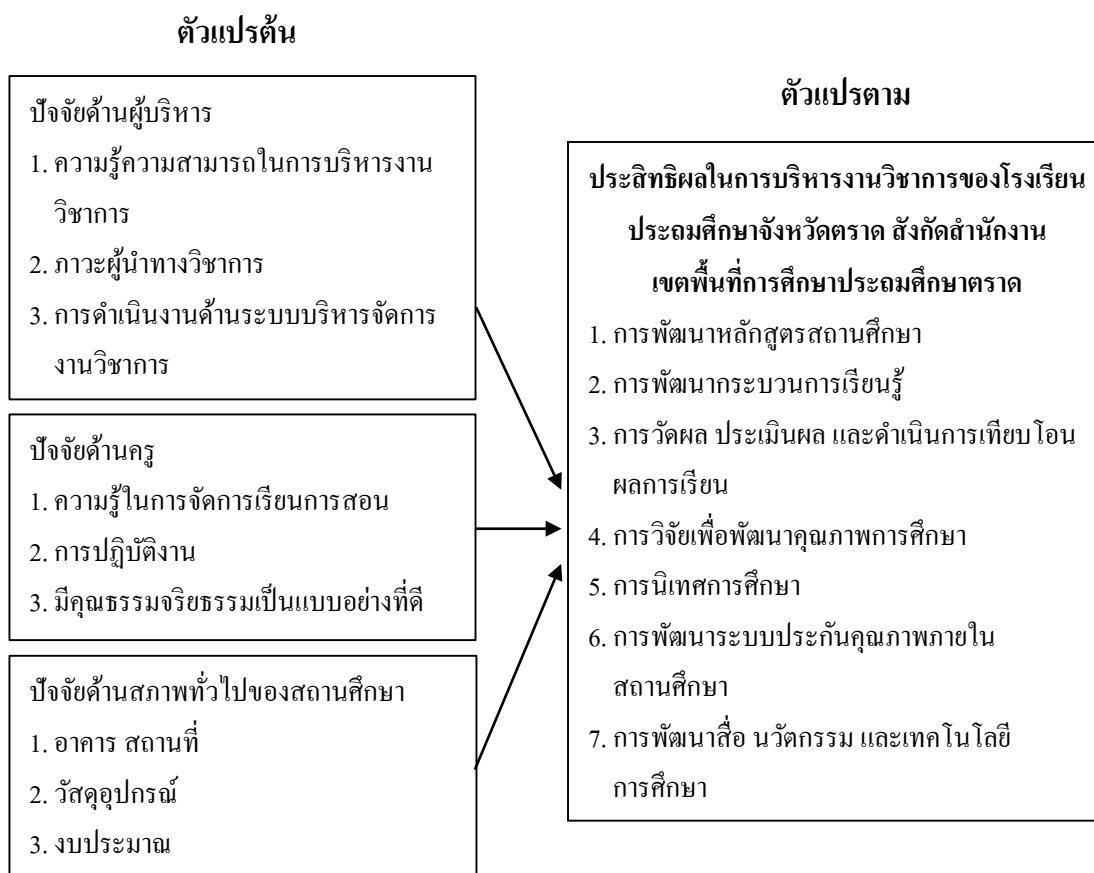 ตัวแปรต้น
ปัจจัยด้านผู้บริหาร
1. ความรู้ความสามารถในการบริหารงาน
วิชาการ
2. ภาวะผู้นำทางวิชาการ
3. การดำเนินงานด้านระบบบริหารจัดการ
งานวิชาการ
ปัจจัยด้านครู
1. ความรู้ในการจัดการเรียนการสอน
2. การปฏิบัติงาน
3. มีคุณธรรมจริยธรรมเป็นแบบอย่างที่ดี
ปัจจัยด้านสภาพทั่วไปของสถานศึกษา
1. อาคาร สถานที่
2. วัสดุอุปกรณ์
3. งบประมาณ
ตัวแปรตาม
ประสิทธิผลในการบริหารงานวิชาการของโรงเรียน
ประถมศึกษาจังหวัดตราด สังกัดสำนักงาน
เขตพื้นที่การศึกษาประถมศึกษาตราด
1. การพัฒนาหลักสูตรสถานศึกษา
2. การพัฒนากระบวนการเรียนรู้
3. การวัดผล ประเมินผล และดำเนินการเทียบโอน
ผลการเรียน
4. การวิจัยเพื่อพัฒนาคุณภาพการศึกษา
5. การนิเทศการศึกษา
6. การพัฒนาระบบประกันคุณภาพภายใน
สถานศึกษา
7. การพัฒนาสื่อ นวัตกรรม และเทคโนโลยี
การศึกษา